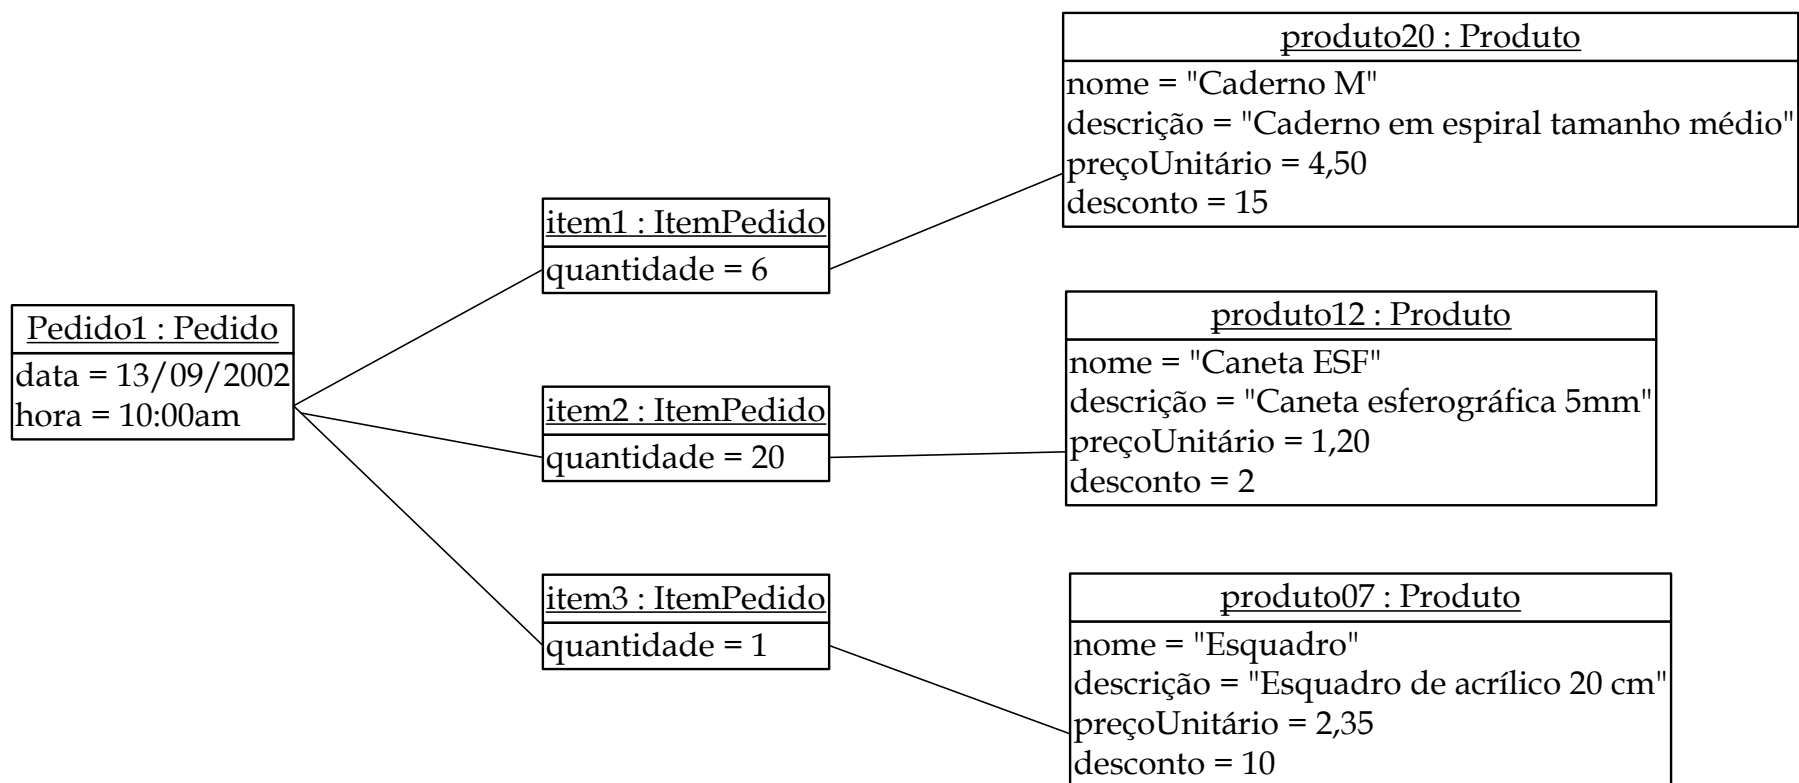 Pedido1 : Pedido
data = 13/09/2002
hora = 10:00am
item1 : ItemPedido
quantidade = 6
item2 : ItemPedido
quantidade = 20
item3 : ItemPedido
quantidade = 1
produto20 : Produto
nome = "Caderno M"
descrição = "Caderno em espiral tamanho médio"
preçoUnitário = 4,50
desconto = 15
produto12 : Produto
nome = "Caneta ESF"
descrição = "Caneta esferográfica 5mm"
preçoUnitário = 1,20
desconto = 2
produto07 : Produto
nome = "Esquadro"
descrição = "Esquadro de acrílico 20 cm"
preçoUnitário = 2,35
desconto = 10